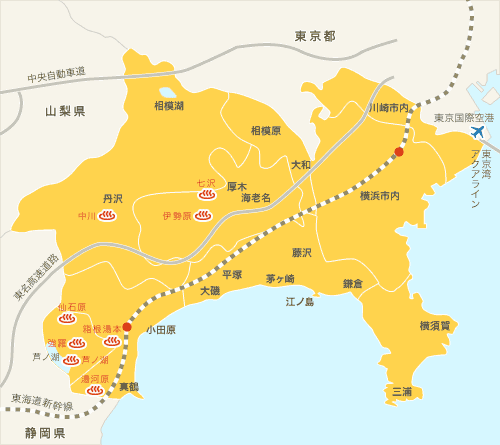 東京都
中央自動車道
山梨県
相模湖
川崎市内
東京国際空港
相模原
東京湾
アクアライン
大和
七沢
厚木
海老名
丹沢
横浜市内
中川
伊勢原
東名高速道路
藤沢
平塚
茅ヶ崎
鎌倉
大磯
江ノ島
仙石原
箱根湯本
小田原
横須賀
強羅
芦ノ湖
芦ノ湖
湯河原
真鶴
三浦
東海道新幹線
静岡県